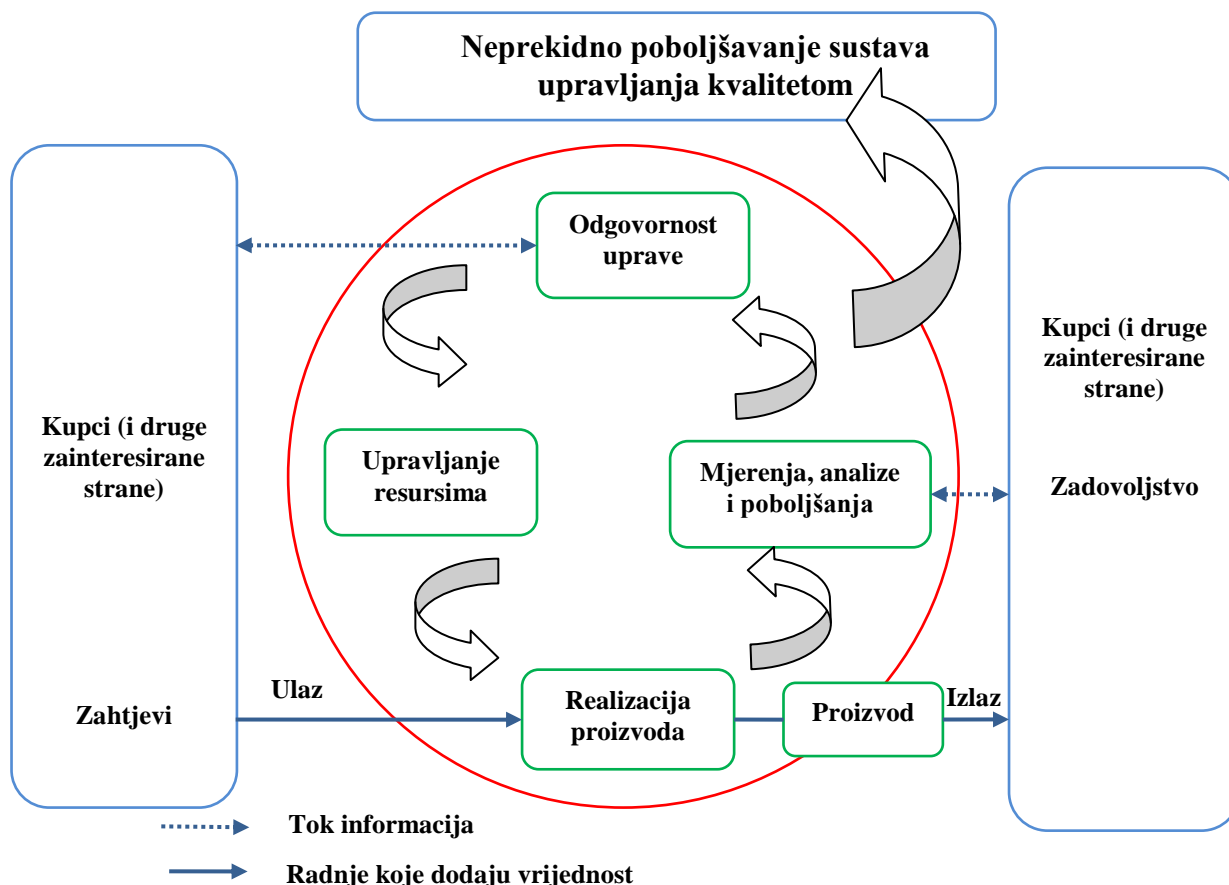 Neprekidno poboljšavanje sustava
upravljanja kvalitetom
Odgovornost
uprave
Kupci (i druge
zainteresirane
strane)
Zahtjevi
Upravljanje
resursima
Mjerenja, analize
i poboljšanja
Kupci (i druge
zainteresirane
strane)
Zadovoljstvo
Ulaz
Realizacija
proizvoda
Proizvod
Izlaz
Tok informacija
Radnje koje dodaju vrijednost